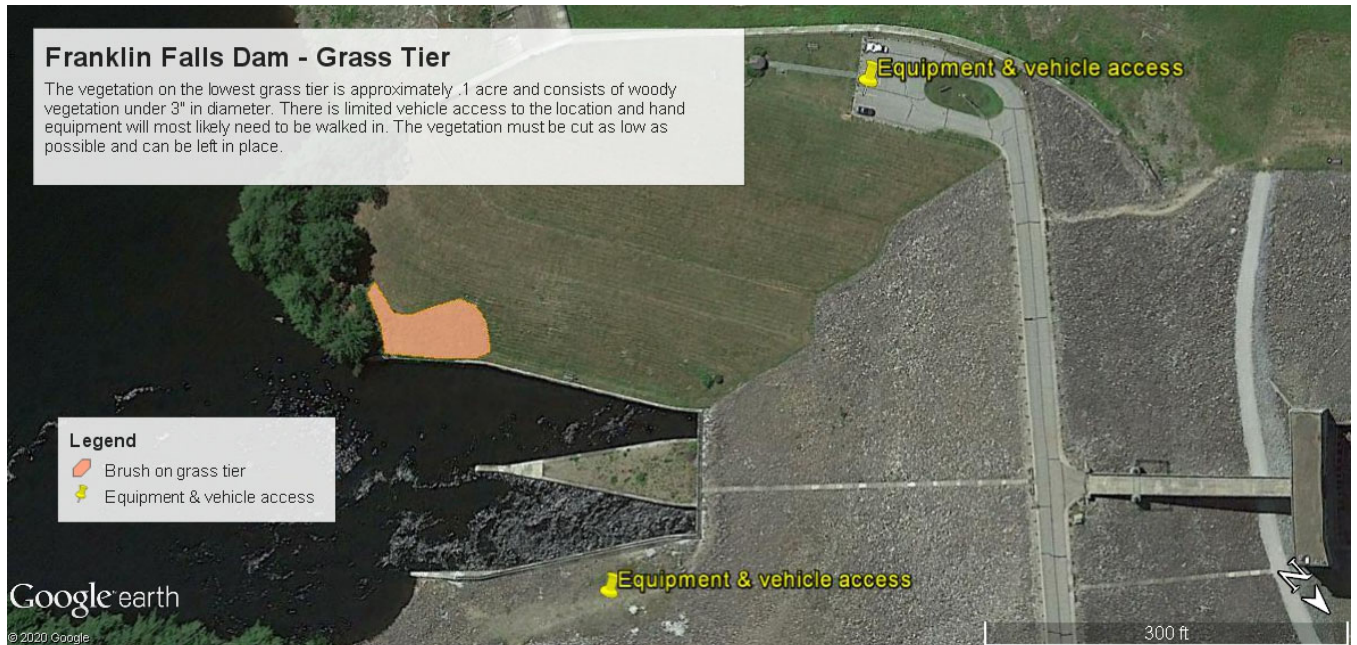 Franklin Falls Dam - Grass Tier
The vegetation on the lowest grass tier is approximately .1 acre and consists of woody
vegetation under 3" in diameter. There is limited vehicle access to the location and hand
equipment will most likely need to be walked in. The vegetation must be cut as low as
possible and can be left in place.
Equipment & vehicle access
Legend
Brush on grass tier
Equipment & vehicle access
Equipment & vehicle access
Google earth
© 2020 Google
N
300 ft